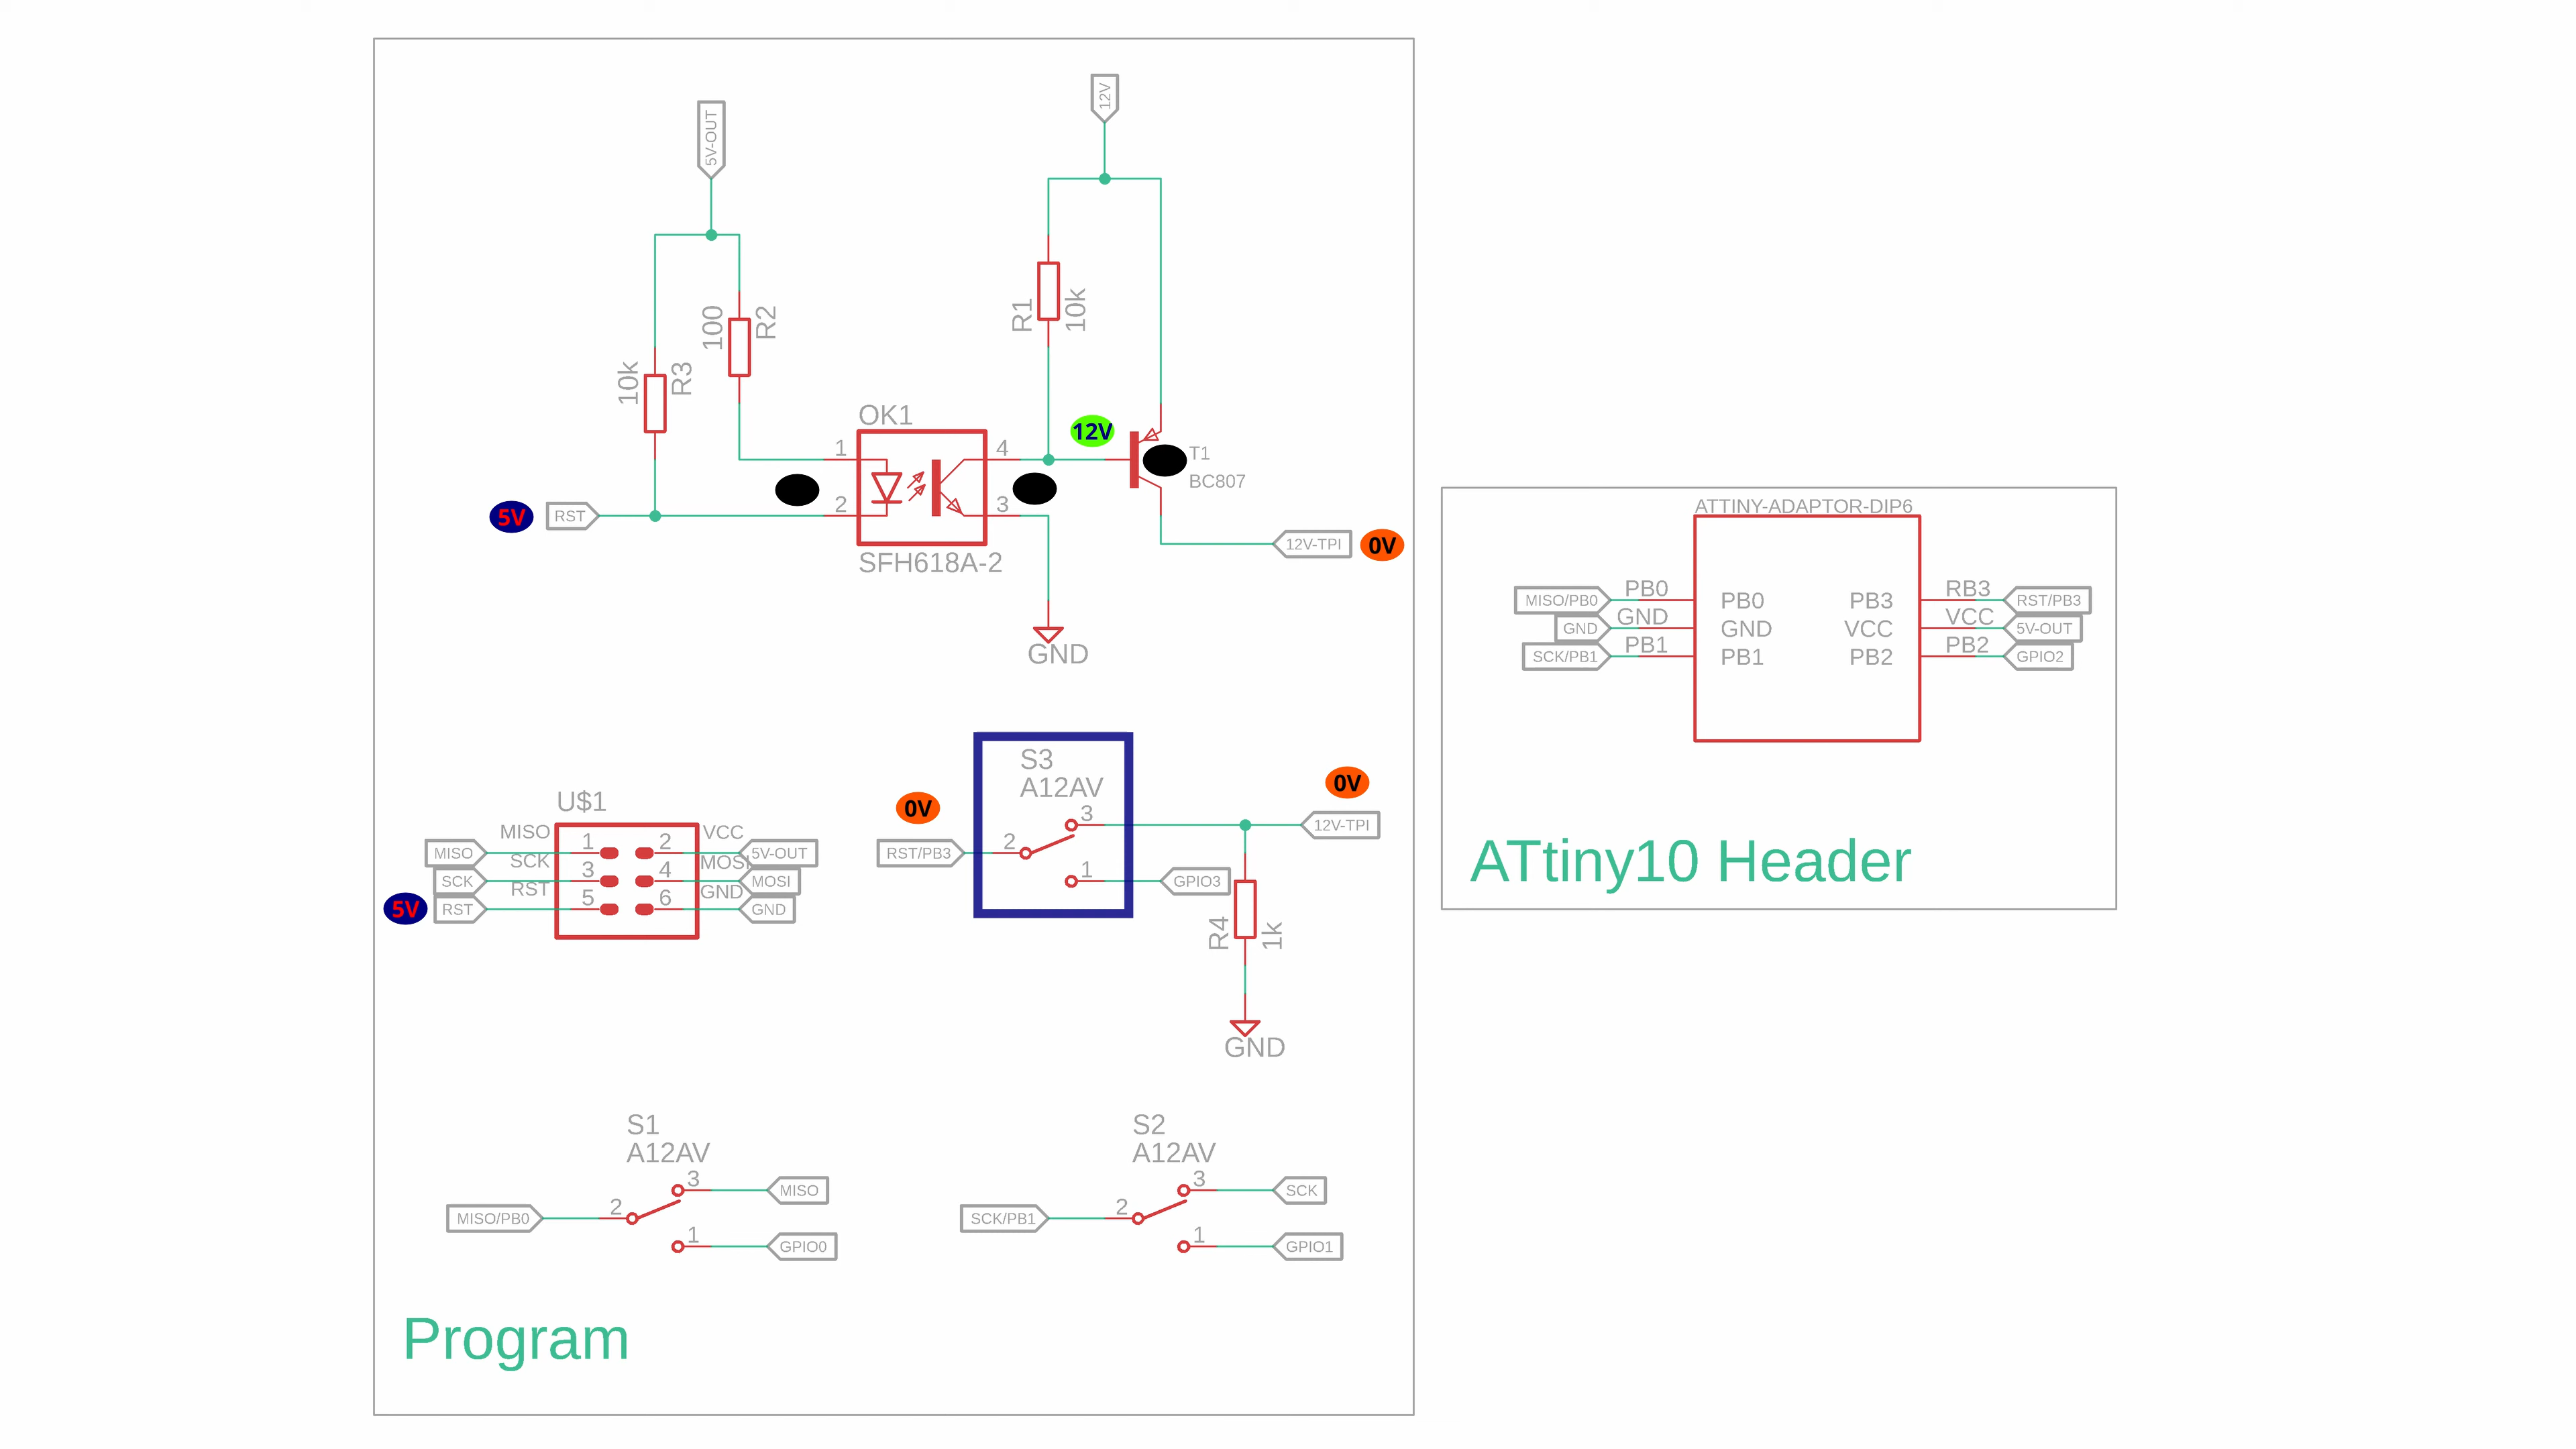 12V
5V-OUT
100
R2
R1
10k
10k
R3
OK1
1
4
12V
T1
BC807
5V
RST
2
3
12V-TPI
0V
SFH618A-2
GND
ATTINY-ADAPTOR-DIP6
MISO/PB0
PB0
PB0
PB3
RB3
RST/PB3
GND
GND
GND
VCC
VCC
5V-OUT
SCK/PB1
PB1
PB1
PB2
PB2
GPIO2
ATtiny10 Header
S3
A12AV
0V
0V
3
12V-TPI
RST/PB3
2
1
GPIO3
R4
1k
GND
U$1
MISO
MISO
1
2
VCC
5V-OUT
SCK
SCK
3
4
MOSI
MOSI
5V
RST
RST
5
6
GND
GND
S1
A12AV
3
MISO
MISO/PB0
2
1
GPIO0
S2
A12AV
3
SCK
SCK/PB1
2
1
GPIO1
Program